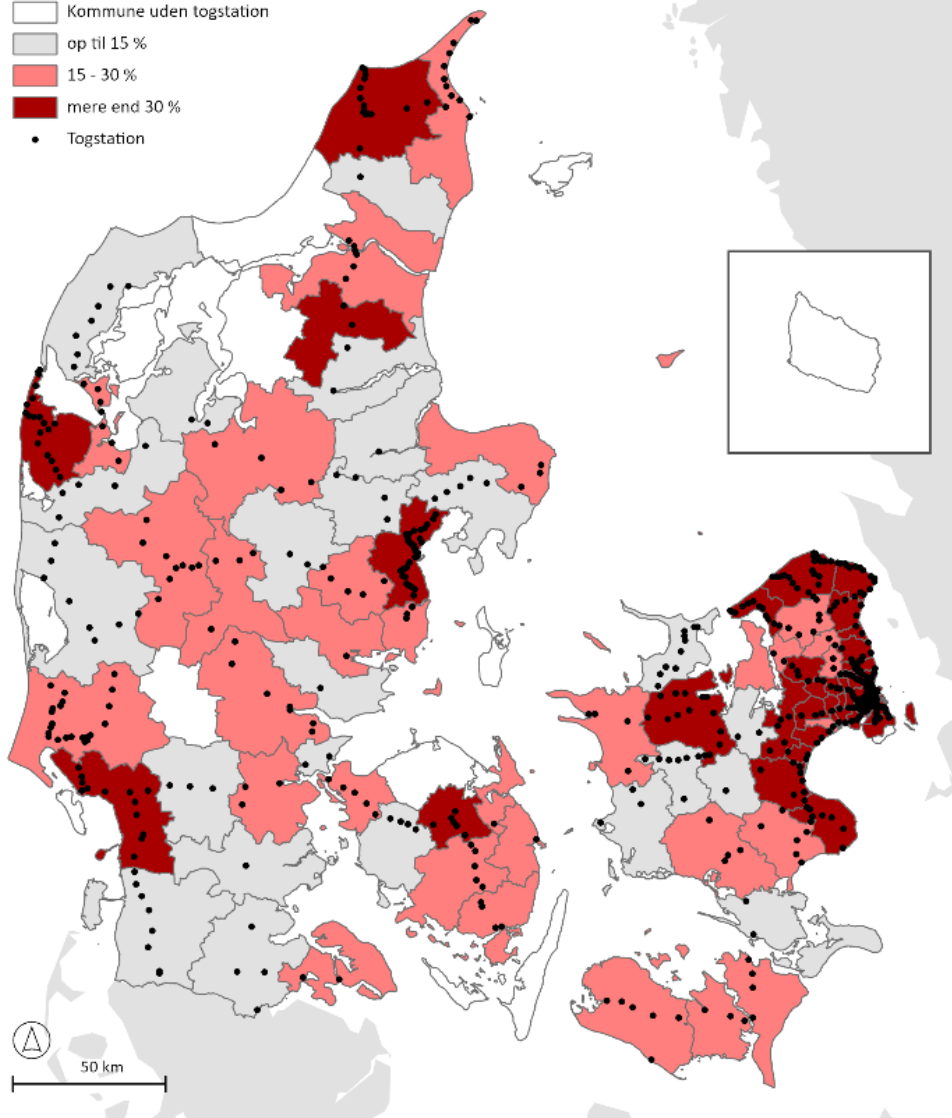 Kommune uden togstation
op til 15 %
15 - 30 %
mere end 30 %
Togstation
50 km